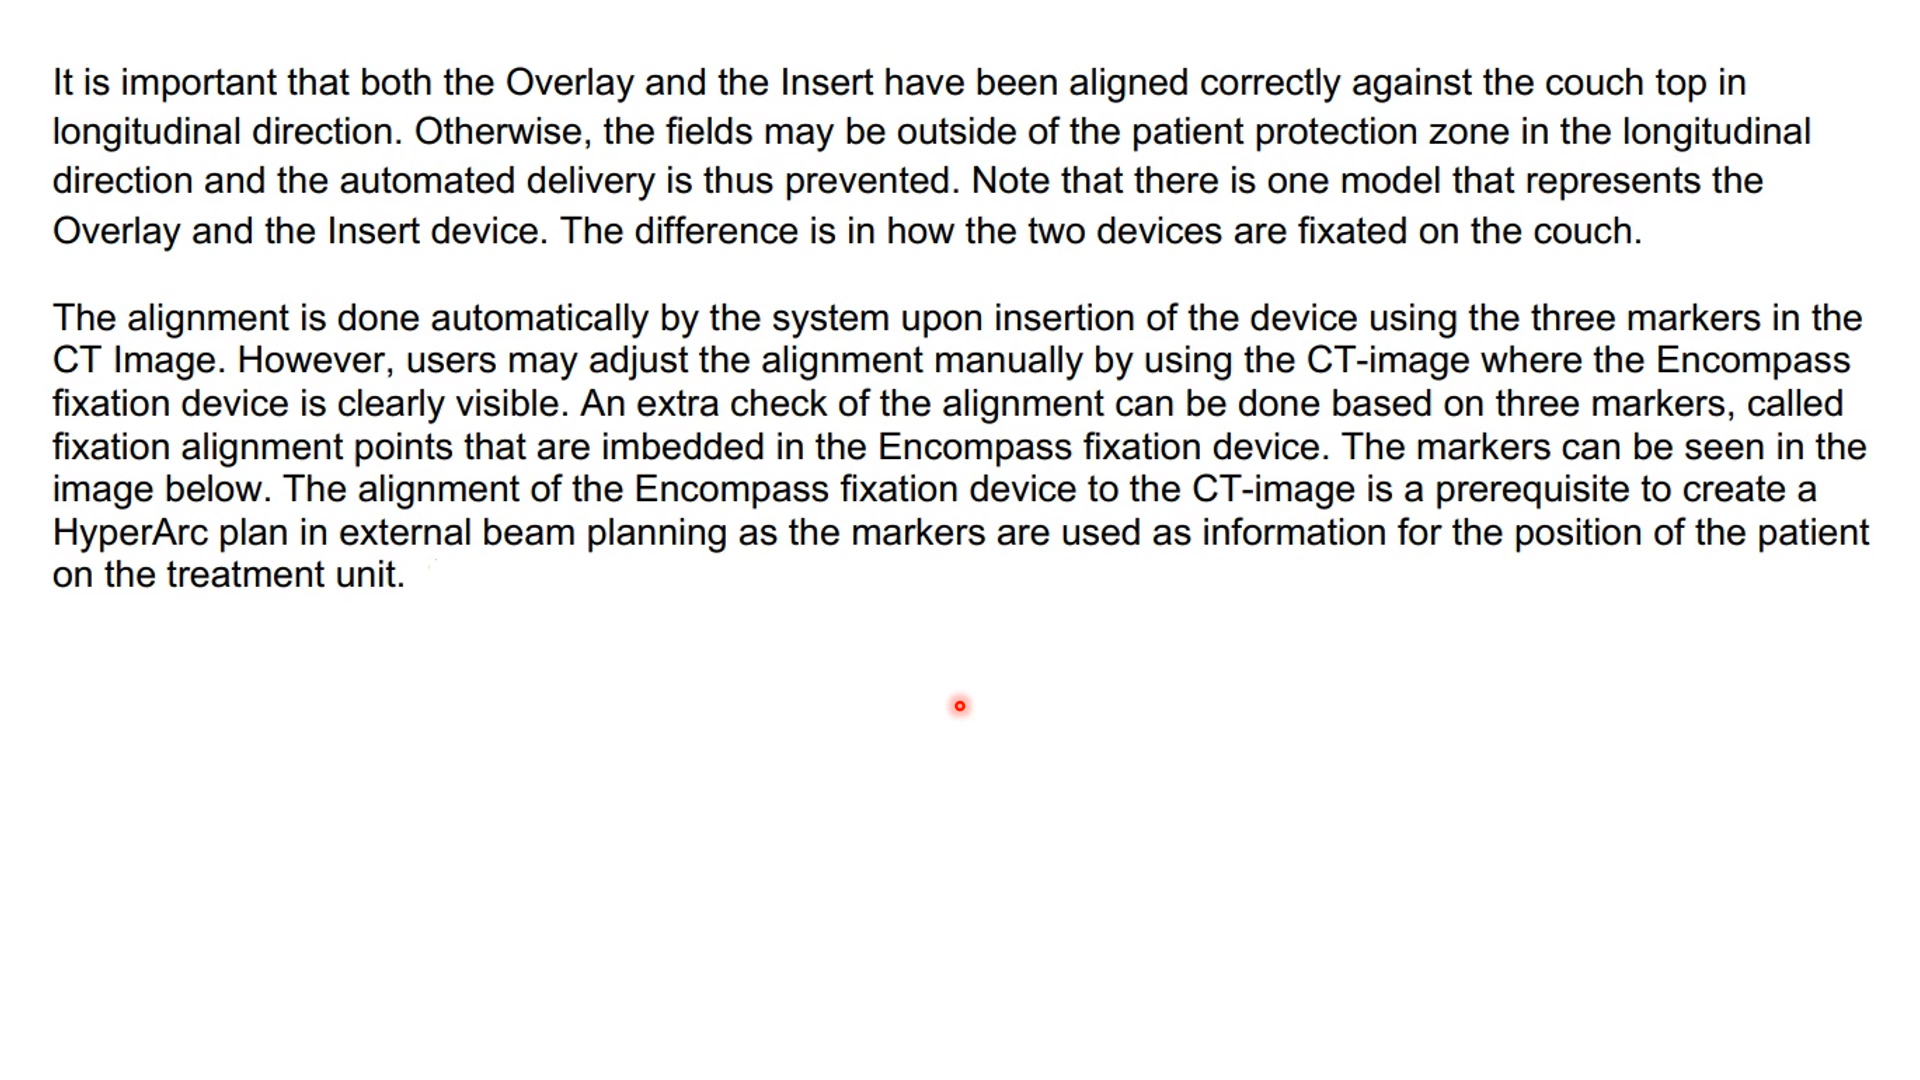 It is important that both the Overlay and the Insert have been aligned correctly against the couch top in
longitudinal direction. Otherwise, the fields may be outside of the patient protection zone in the longitudinal
direction and the automated delivery is thus prevented. Note that there is one model that represents the
Overlay and the Insert device. The difference is in how the two devices are fixated on the couch.
The alignment is done automatically by the system upon insertion of the device using the three markers in the
CT Image. However, users may adjust the alignment manually by using the CT-image where the Encompass
fixation device is clearly visible. An extra check of the alignment can be done based on three markers, called
fixation alignment points that are imbedded in the Encompass fixation device. The markers can be seen in the
image below. The alignment of the Encompass fixation device to the CT-image is a prerequisite to create a
HyperArc plan in external beam planning as the markers are used as information for the position of the patient
on the treatment unit.